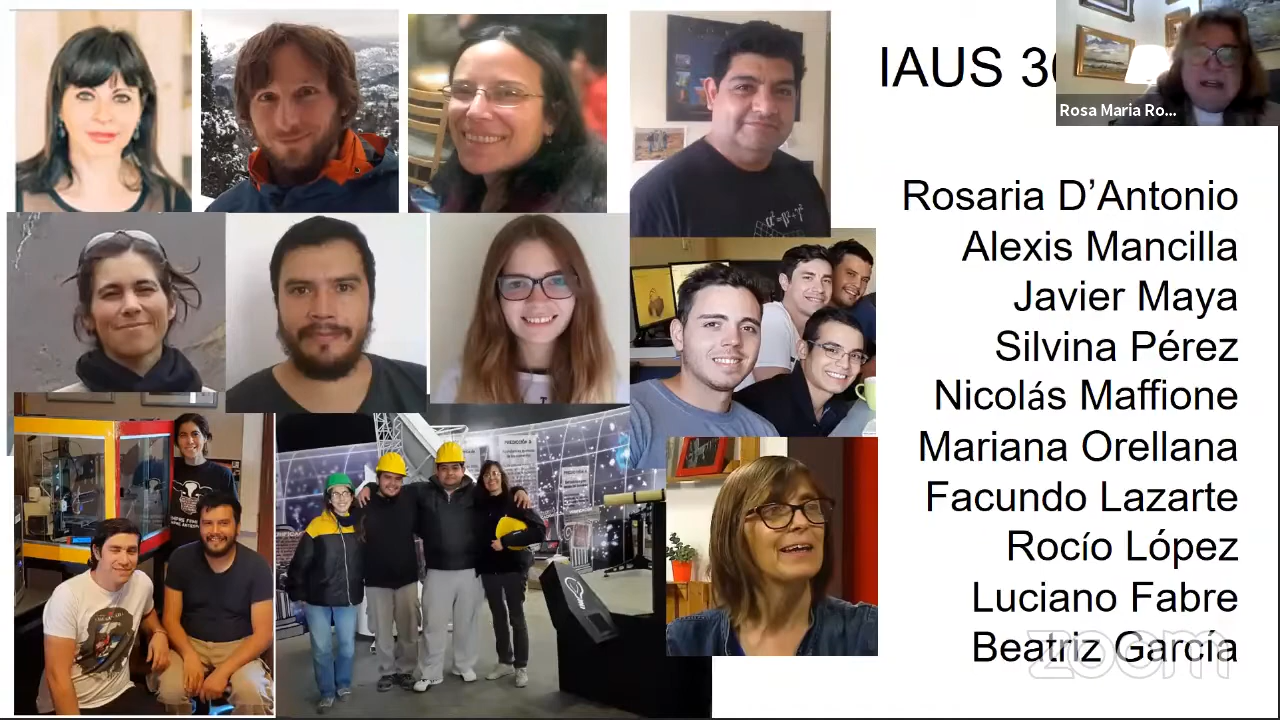 IAUS 3
Rosa Maria Ro...
Rosaria D’Antonio
Alexis Mancilla
Javier Maya
Silvina Pérez
Nicolás Maffione
Mariana Orellana
Facundo Lazarte
Rocío López
Luciano Fabre
Beatriz García
zoom
PREDICCIÓN